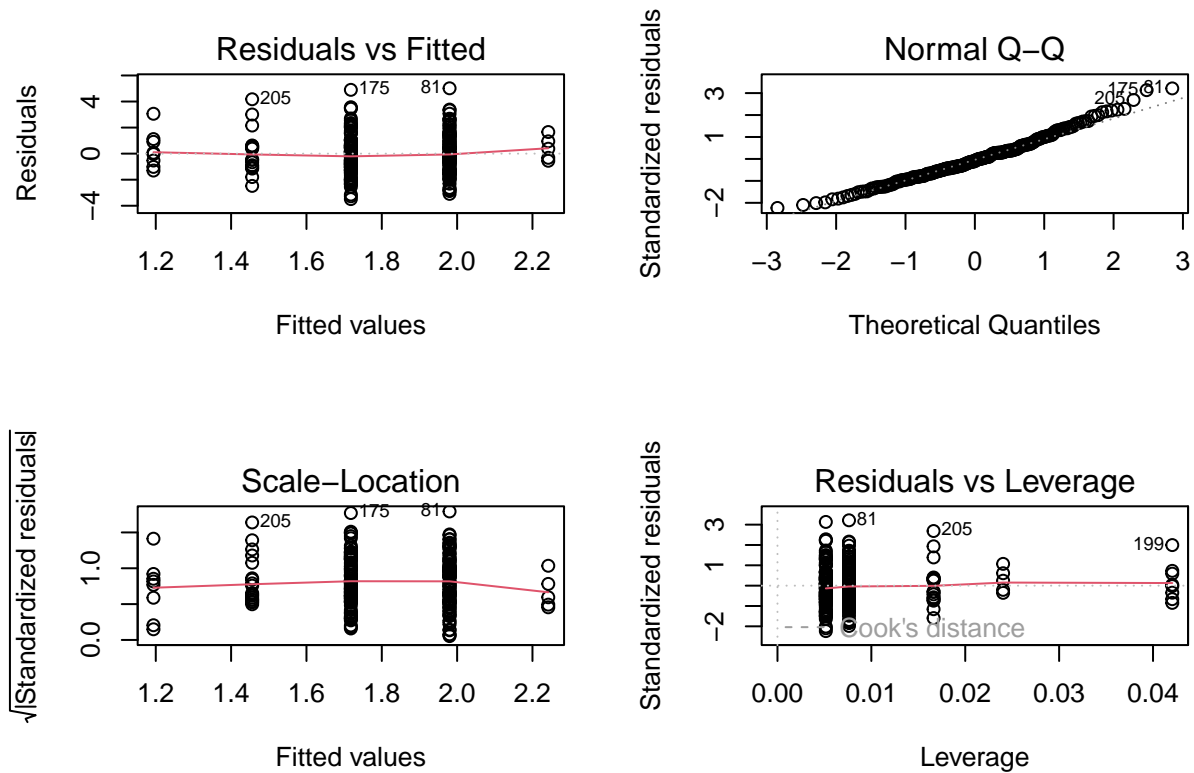 Residuals vs Fitted
Residuals
4
0
−4
205
175
81
1.2 1.4 1.6 1.8 2.0 2.2
Fitted values
Normal Q−Q
Standardized residuals
3
1
−2
175
81
205
−3 −2 −1 0 1 2 3
Theoretical Quantiles
Scale−Location
√|Standardized residuals|
1.0
0.0
205
175
81
1.2 1.4 1.6 1.8 2.0 2.2
Fitted values
Residuals vs Leverage
Standardized residuals
3
1
−2
81
205
199
Cook's distance
0.00 0.01 0.02 0.03 0.04
Leverage